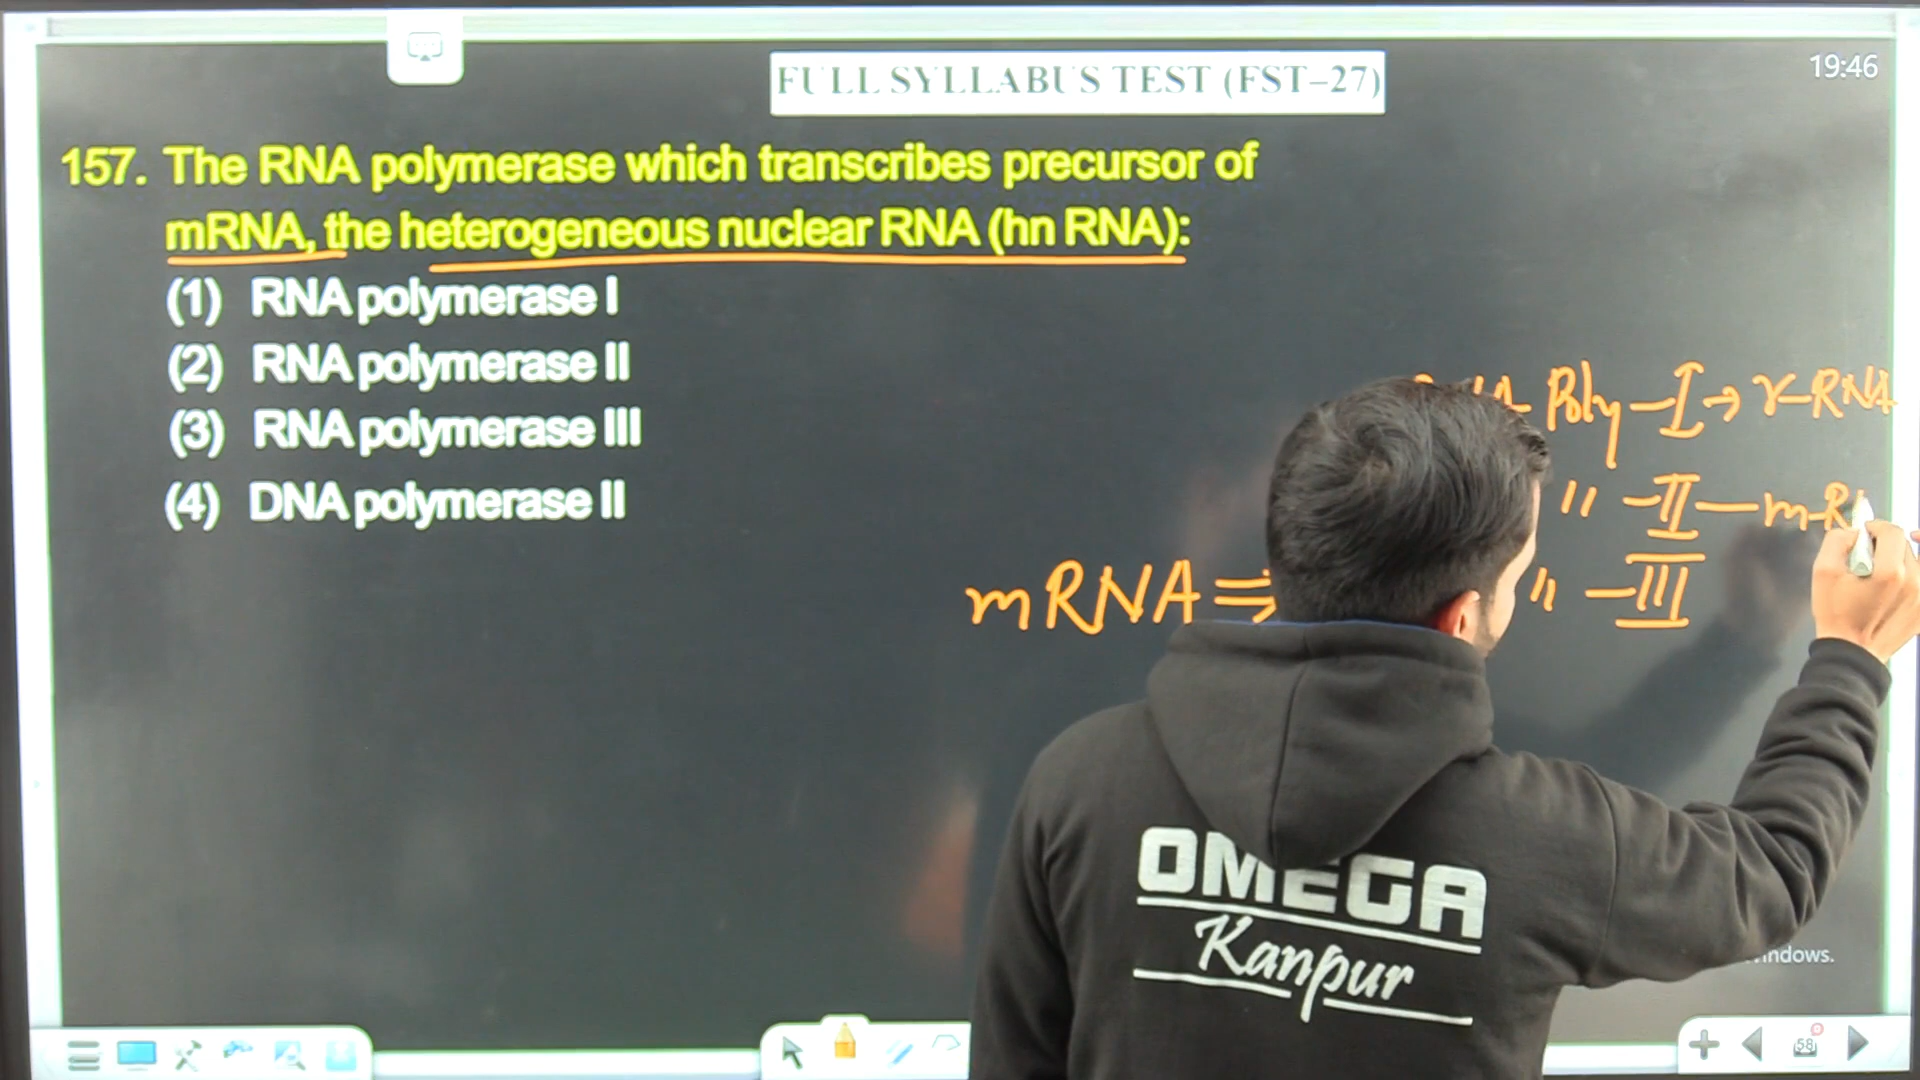 19:46
FULL SYLLABUS TEST (FST–27)
157. The RNA polymerase which transcribes precursor of
mRNA, the heterogeneous nuclear RNA (hn RNA):
(1) RNA polymerase I
(2) RNA polymerase II
(3) RNA polymerase III
(4) DNA polymerase II
Poly – I → r-RNA
" – II — m-R
mRNA ⇒
" – III
OMEGA
Kanpur
58